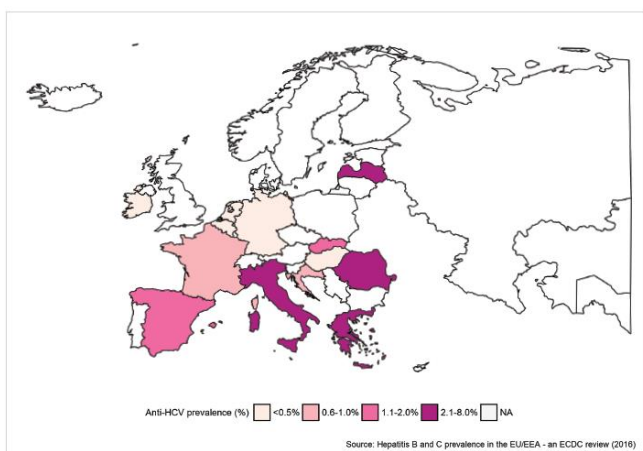 Anti-HCV prevalence (%) <0.5% 0.6-1.0% 1.1-2.0% 2.1-8.0% NA
Source: Hepatitis B and C prevalence in the EU/EEA - an ECDC review (2016)